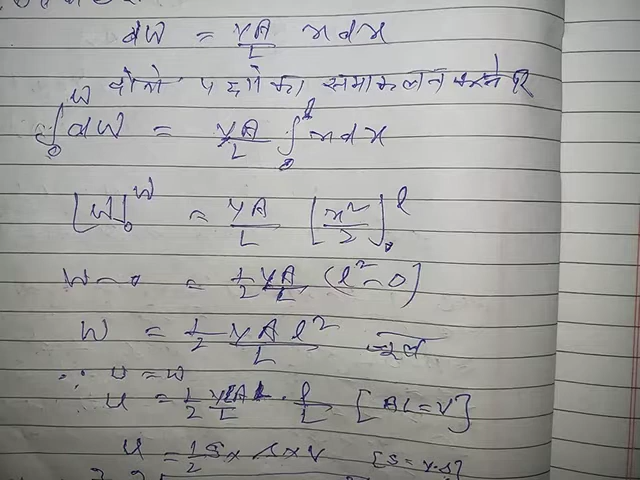 dW = YA/L x dx
दोनों पक्षों का समाकलन करने पर
∫₀^W dW = YA/L ∫₀^l x dx
[W]₀^W = YA/L [x²/2]₀^l
W - 0 = 1/2 YA/L (l² - 0]
W = 1/2 YA l²/L जूल
∴ U = W
U = 1/2 YlA/L · l/L [AL = V]
U = 1/2 S × s × V [S = Y.s]